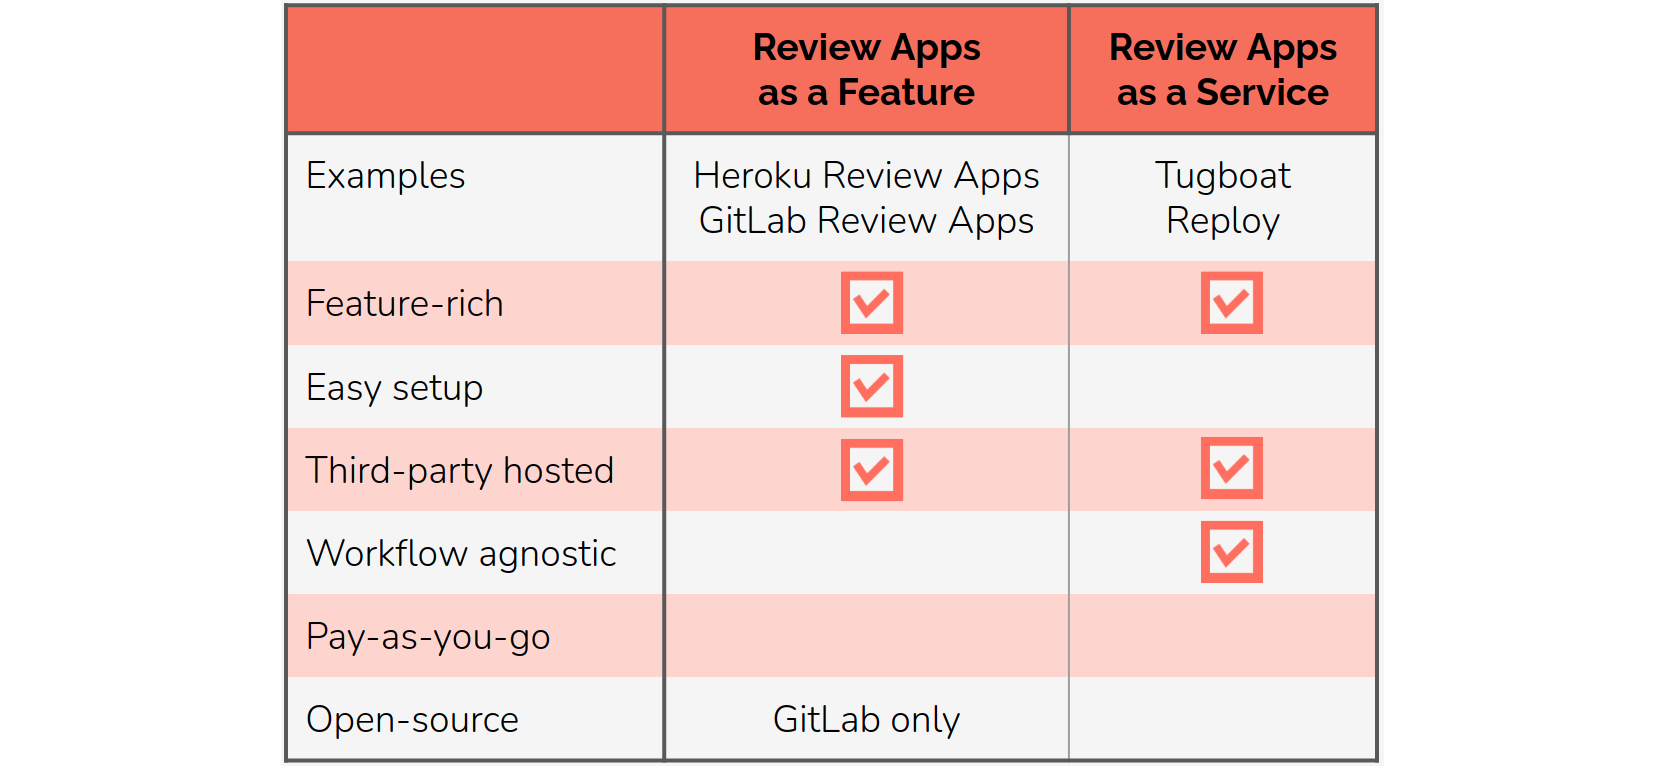 Review Apps
as a Feature
Review Apps
as a Service
Examples
Heroku Review Apps
GitLab Review Apps
Tugboat
Reploy
Feature-rich
Easy setup
Third-party hosted
Workflow agnostic
Pay-as-you-go
Open-source
GitLab only